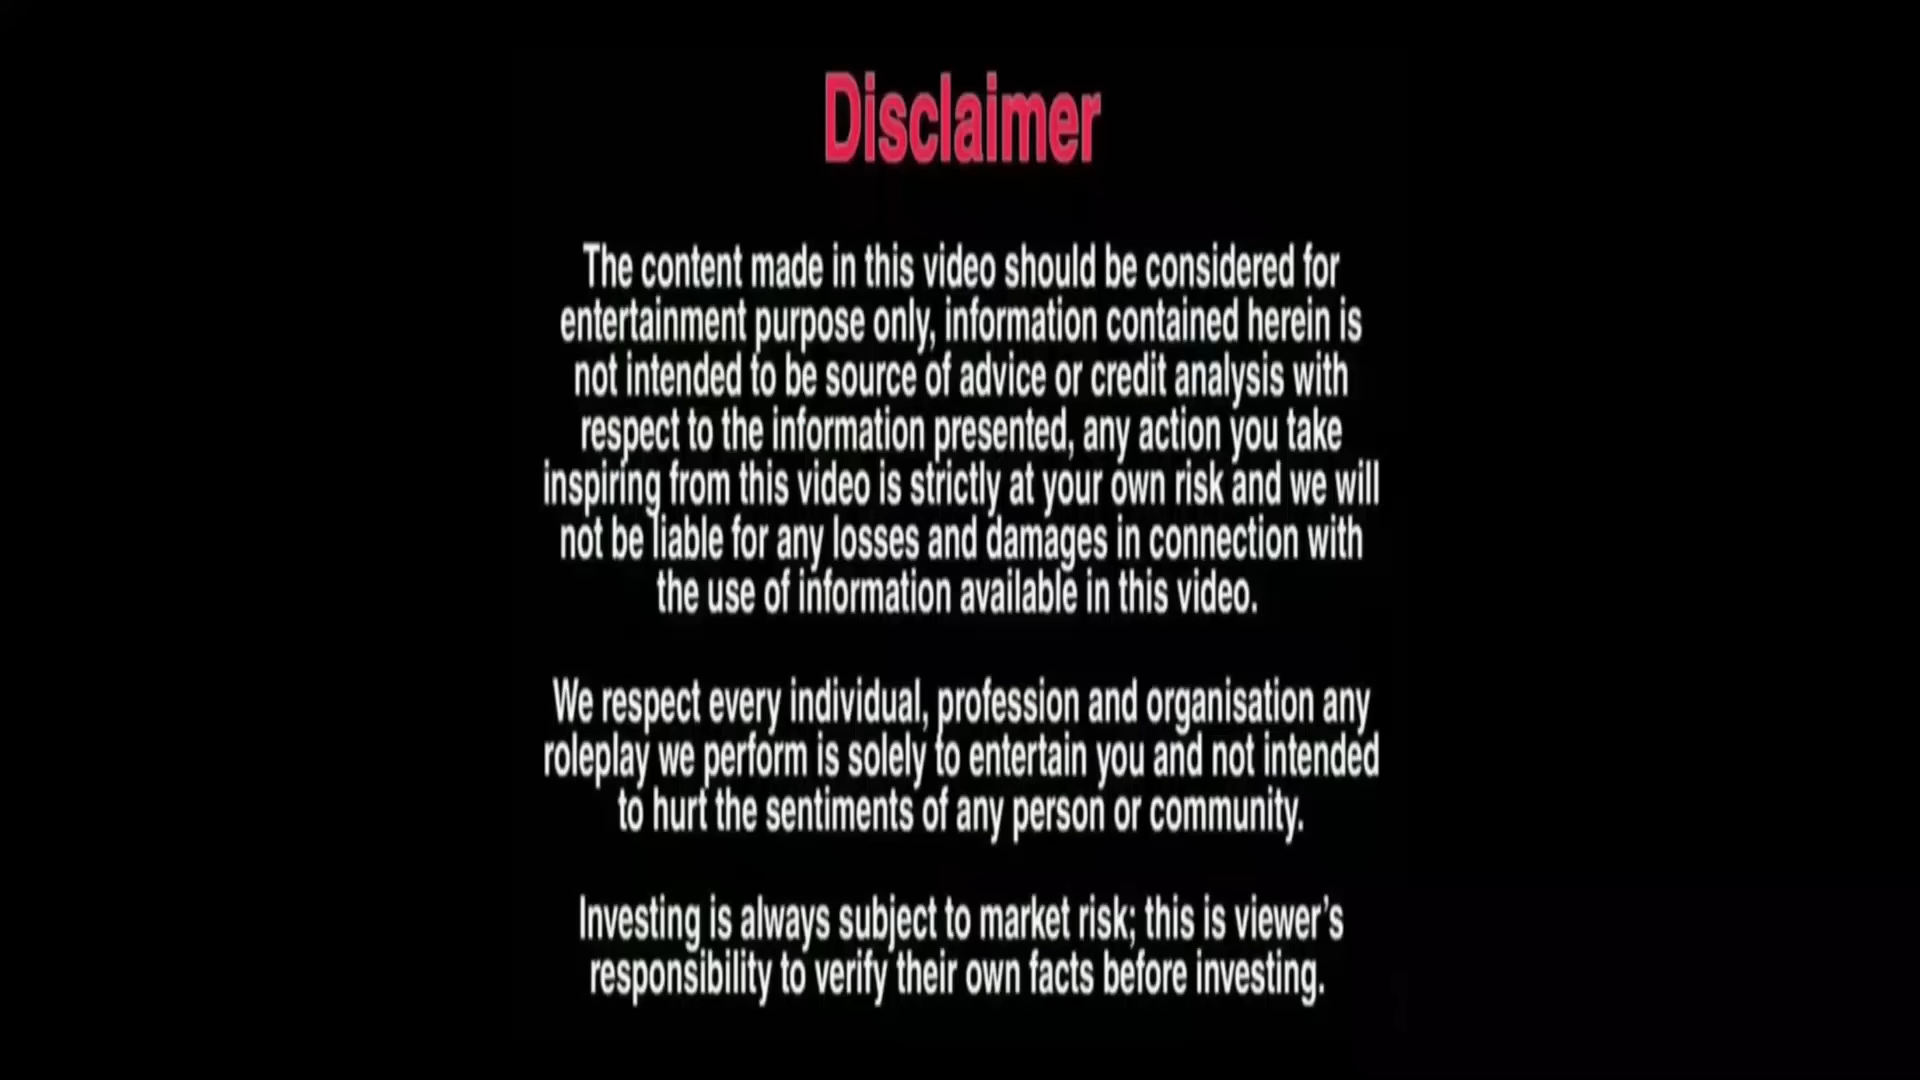 Disclaimer
The content made in this video should be considered for
entertainment purpose only, information contained herein is
not intended to be source of advice or credit analysis with
respect to the information presented, any action you take
inspiring from this video is strictly at your own risk and we will
not be liable for any losses and damages in connection with
the use of information available in this video.
We respect every individual, profession and organisation any
roleplay we perform is solely to entertain you and not intended
to hurt the sentiments of any person or community.
Investing is always subject to market risk; this is viewer’s
responsibility to verify their own facts before investing.